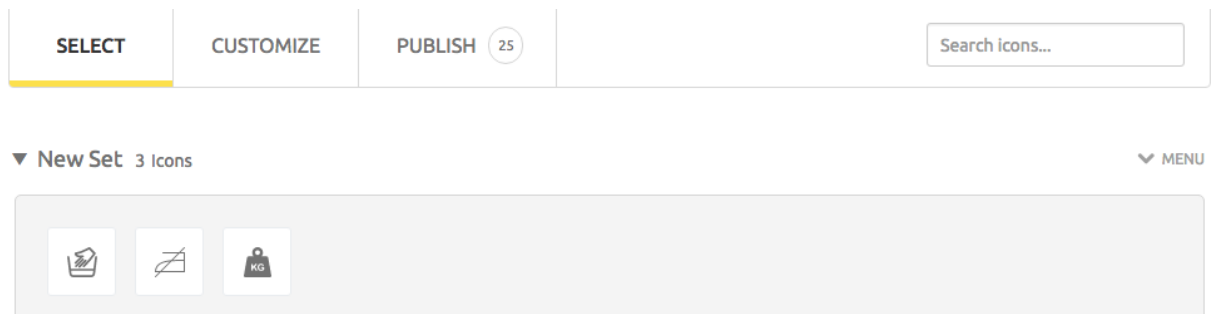 SELECT CUSTOMIZE PUBLISH 25 Search icons...
New Set 3 Icons MENU
KG